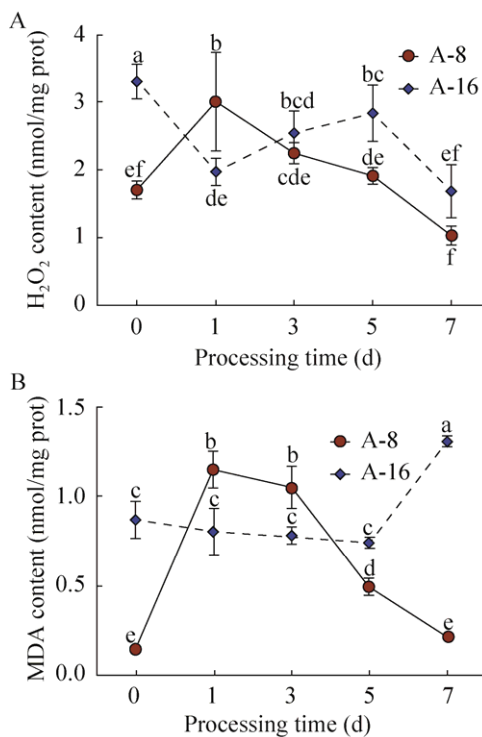 A
H₂O₂ content (nmol/mg prot)
4
3
2
1
0
a
b
A-8
A-16
bcd
bc
ef
de
cde
de
ef
f
0 1 3 5 7
Processing time (d)
B
MDA content (nmol/mg prot)
1.5
1.0
0.5
0.0
a
b
b
A-8
A-16
c
c
c
c
d
e
e
0 1 3 5 7
Processing time (d)